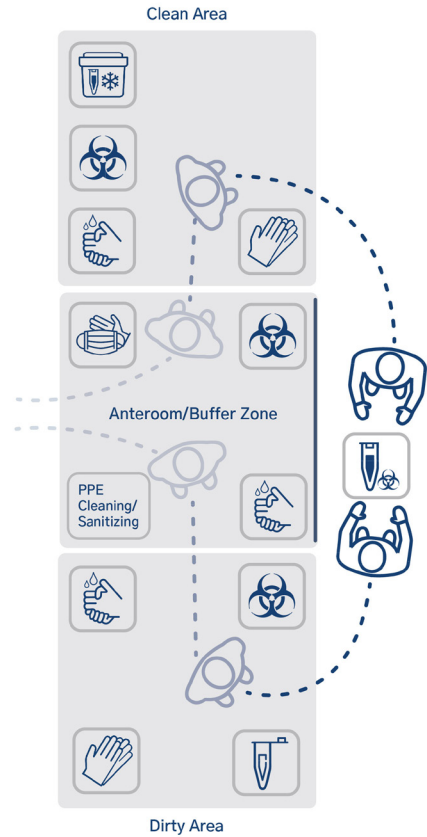 Clean Area
Anteroom/Buffer Zone
PPE
Cleaning/
Sanitizing
Dirty Area